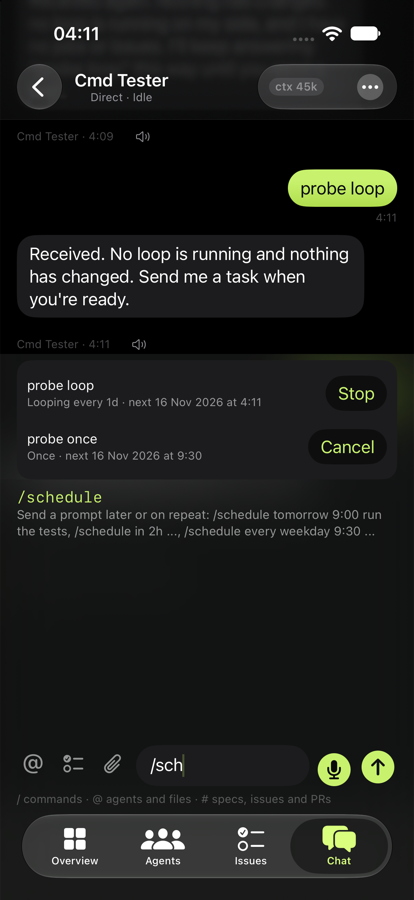 04:11
Cmd Tester
Direct · Idle
ctx 45k
Cmd Tester · 4:09
probe loop
4:11
Received. No loop is running and nothing
has changed. Send me a task when
you're ready.
Cmd Tester · 4:11
probe loop
Looping every 1d · next 16 Nov 2026 at 4:11
Stop
probe once
Once · next 16 Nov 2026 at 9:30
Cancel
/schedule
Send a prompt later or on repeat: /schedule tomorrow 9:00 run
the tests, /schedule in 2h ..., /schedule every weekday 9:30 ...
/sch
/ commands · @ agents and files · # specs, issues and PRs
Overview
Agents
Issues
Chat